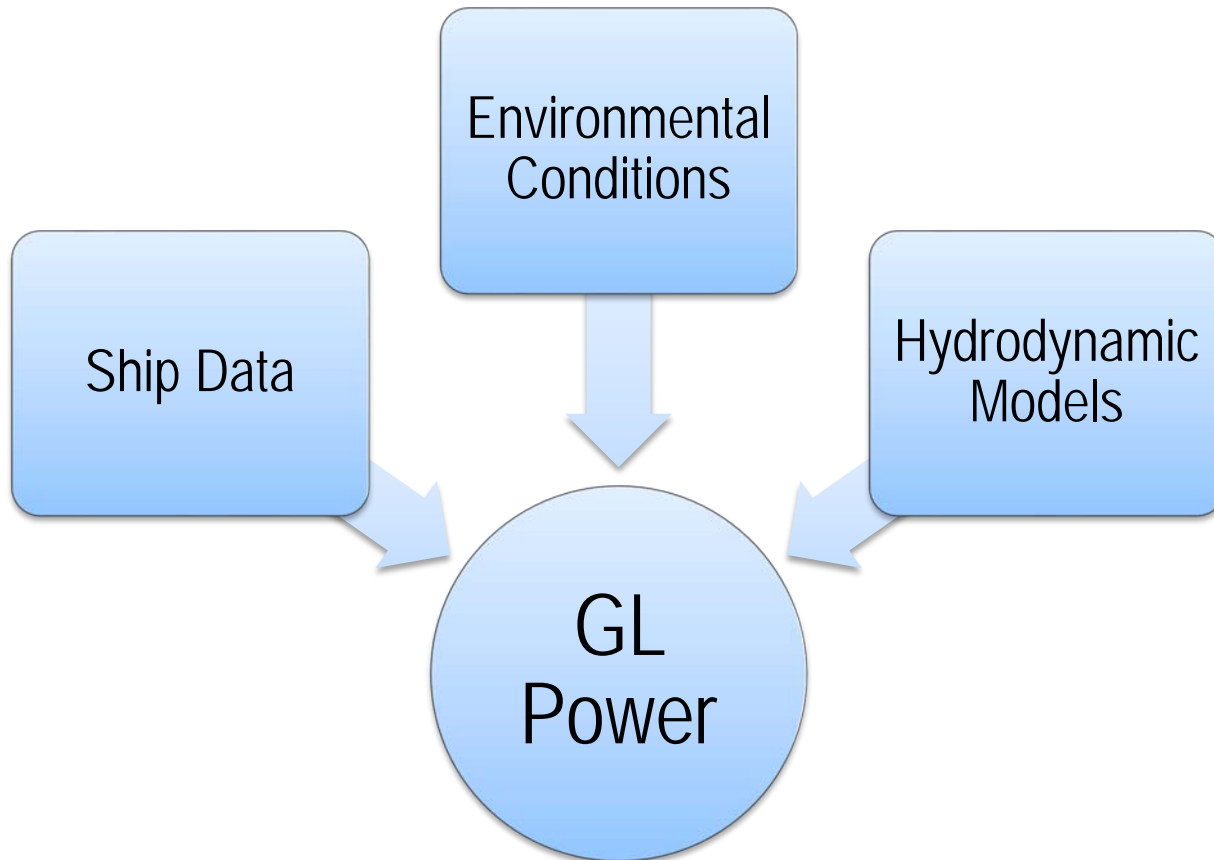 Environmental
Conditions
Ship Data
Hydrodynamic
Models
GL
Power